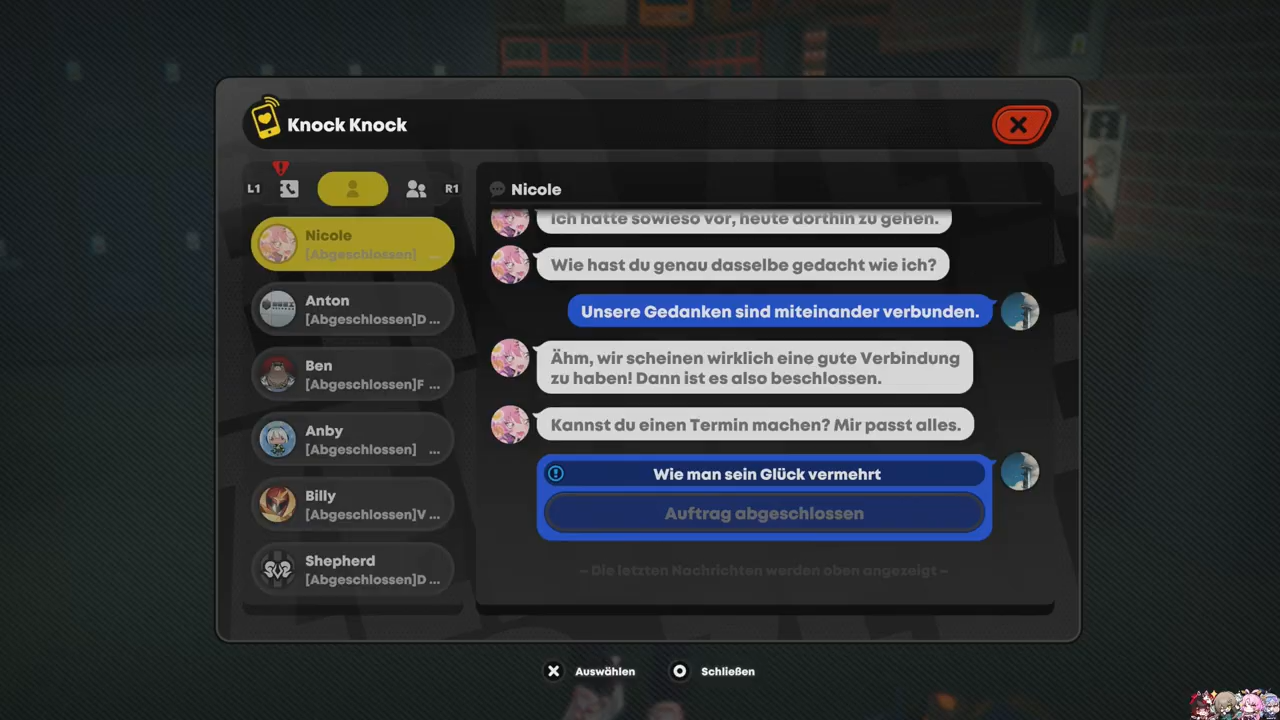 Knock Knock
L1
R1
Nicole
[Abgeschlossen] ...
Anton
[Abgeschlossen]D ...
Ben
[Abgeschlossen]F ...
Anby
[Abgeschlossen] ...
Billy
[Abgeschlossen]V ...
Shepherd
[Abgeschlossen]D ...
Nicole
Ich hatte sowieso vor, heute dorthin zu gehen.
Wie hast du genau dasselbe gedacht wie ich?
Unsere Gedanken sind miteinander verbunden.
Ähm, wir scheinen wirklich eine gute Verbindung
zu haben! Dann ist es also beschlossen.
Kannst du einen Termin machen? Mir passt alles.
Wie man sein Glück vermehrt
Auftrag abgeschlossen
– Die letzten Nachrichten werden oben angezeigt –
Auswählen
Schließen